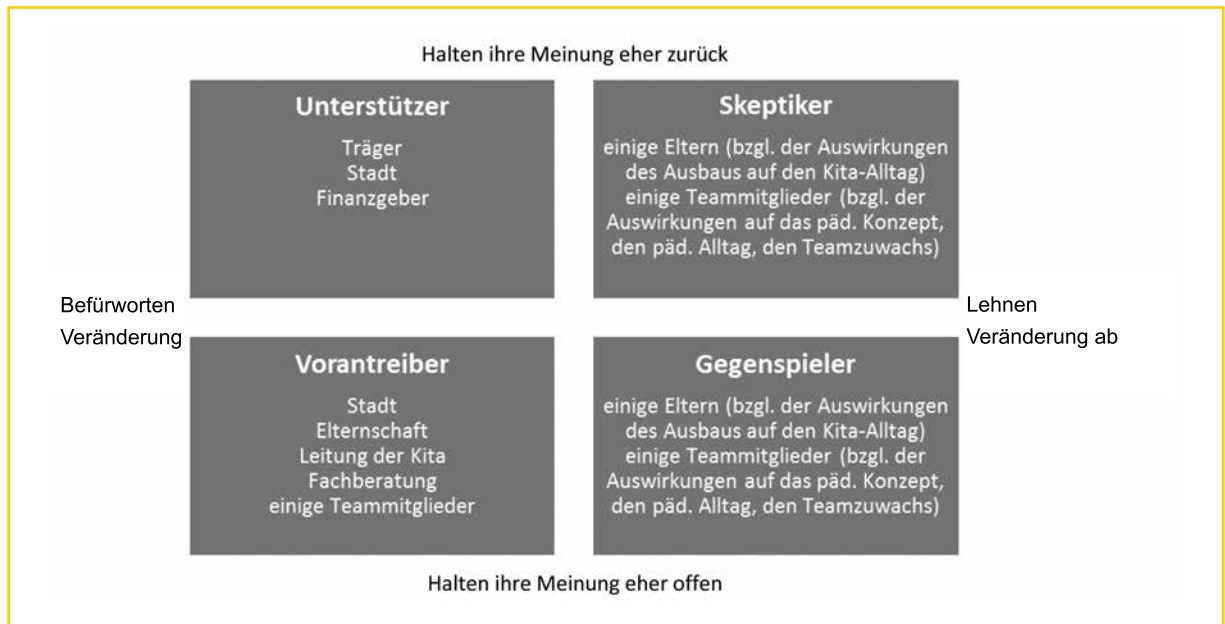 Halten ihre Meinung eher zurück
Unterstützer
Träger
Stadt
Finanzgeber
Skeptiker
einige Eltern (bzgl. der Auswirkungen
des Ausbaus auf den Kita-Alltag)
einige Teammitglieder (bzgl. der
Auswirkungen auf das päd. Konzept,
den päd. Alltag, den Teamzuwachs)
Befürworten
Veränderung
Lehnen
Veränderung ab
Vorantreiber
Stadt
Elternschaft
Leitung der Kita
Fachberatung
einige Teammitglieder
Gegenspieler
einige Eltern (bzgl. der Auswirkungen
des Ausbaus auf den Kita-Alltag)
einige Teammitglieder (bzgl. der
Auswirkungen auf das päd. Konzept,
den päd. Alltag, den Teamzuwachs)
Halten ihre Meinung eher offen